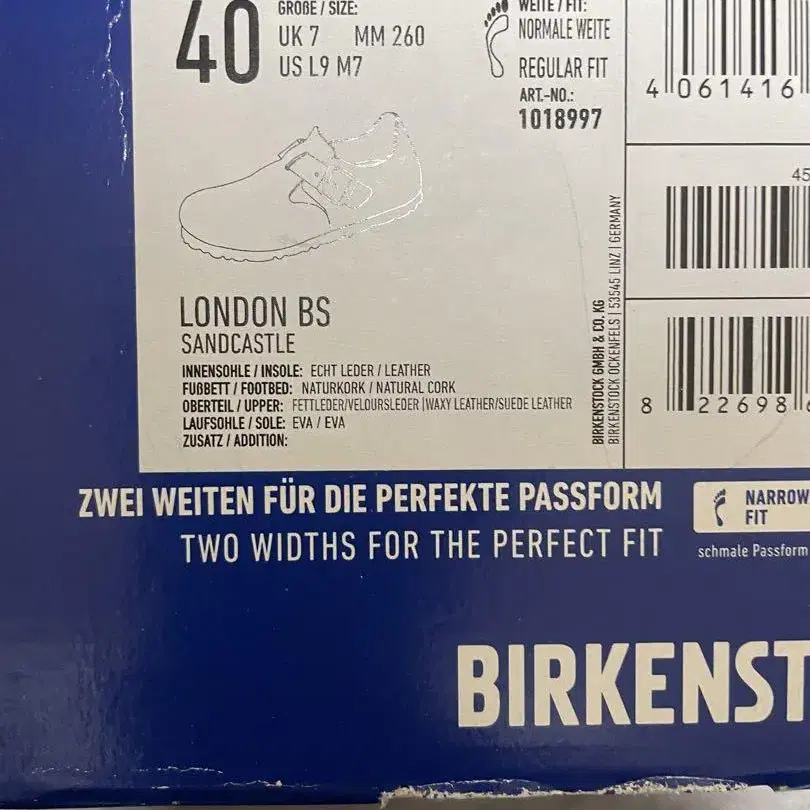 40
GRÖßE / SIZE:
UK 7 MM 260
US L9 M7
WEITE / FIT:
NORMALE WEITE
REGULAR FIT
ART.-NO.:
1018997
4 061416
45
LONDON BS
SANDCASTLE
INNENSOHLE / INSOLE: ECHT LEDER / LEATHER
FUßBETT / FOOTBED: NATURKORK / NATURAL CORK
OBERTEIL / UPPER: FETTLEDER/VELOURSLEDER |WAXY LEATHER/SUEDE LEATHER
LAUFSOHLE / SOLE: EVA / EVA
ZUSATZ / ADDITION:
BIRKENSTOCK GMBH & CO. KG
BIRKENSTOCK OCKENFELS | 53545 LINZ | GERMANY
8 22698
ZWEI WEITEN FÜR DIE PERFEKTE PASSFORM
TWO WIDTHS FOR THE PERFECT FIT
NARROW
FIT
schmale Passform
BIRKENST